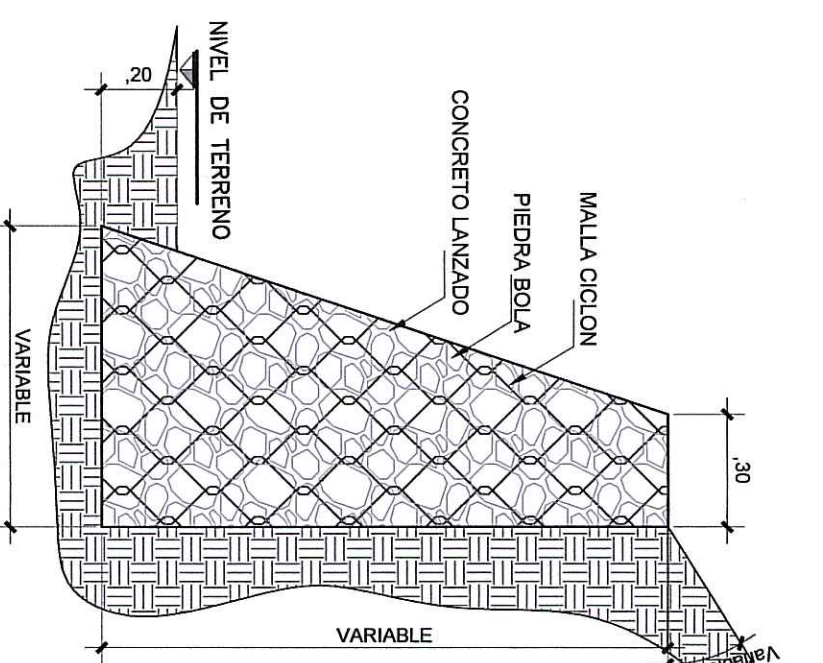 ,20
NIVEL DE TERRENO
CONCRETO LANZADO
PIEDRA BOLA
MALLA CICLON
,30
VARIABLE
VARIABLE